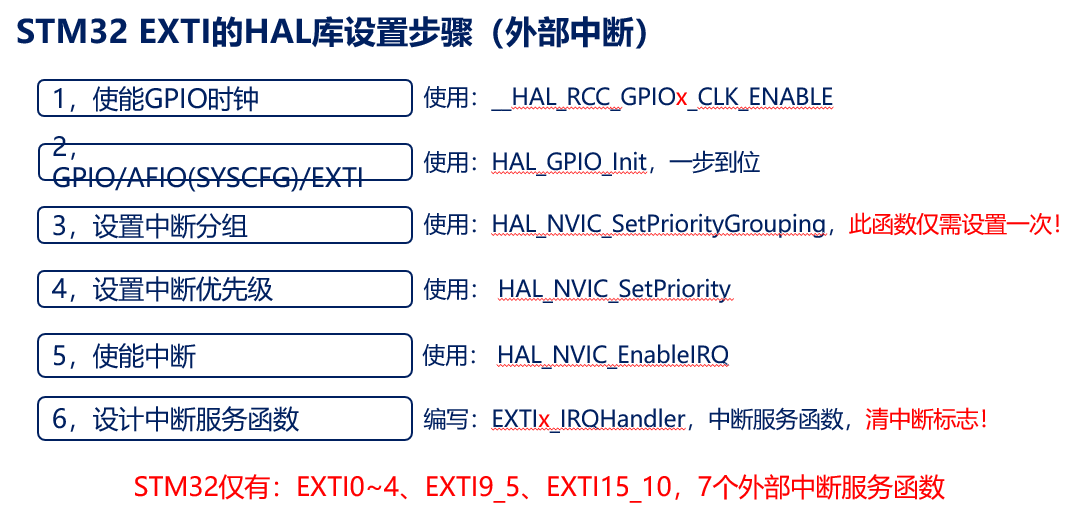 STM32 EXTI的HAL库设置步骤（外部中断）
1，使能GPIO时钟
使用：__HAL_RCC_GPIOx_CLK_ENABLE
2，
GPIO/AFIO(SYSCFG)/EXTI
使用：HAL_GPIO_Init，一步到位
3，设置中断分组
使用：HAL_NVIC_SetPriorityGrouping，此函数仅需设置一次！
4，设置中断优先级
使用： HAL_NVIC_SetPriority
5，使能中断
使用： HAL_NVIC_EnableIRQ
6，设计中断服务函数
编写：EXTIx_IRQHandler，中断服务函数，清中断标志！
STM32仅有：EXTI0~4、EXTI9_5、EXTI15_10，7个外部中断服务函数